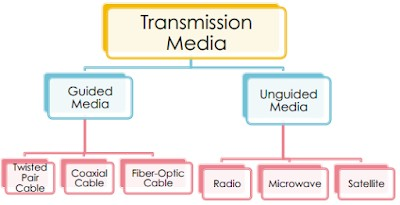 Transmission
Media
Guided
Media
Unguided
Media
Twisted
Pair
Cable
Coaxial
Cable
Fiber-Optic
Cable
Radio
Microwave
Satellite